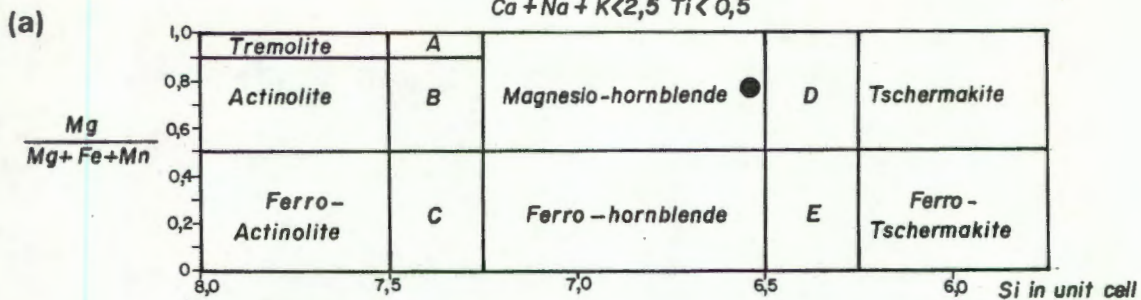 Ca + Na + K < 2,5 Ti < 0,5
(a)
1,0
Tremolite A
0,8
Actinolite B Magnesio-hornblende D Tschermakite
Mg
Mg + Fe + Mn
0,6
0,4
Ferro-
Actinolite C Ferro-hornblende E Ferro-
Tschermakite
0,2
0
8,0 7,5 7,0 6,5 6,0 Si in unit cell